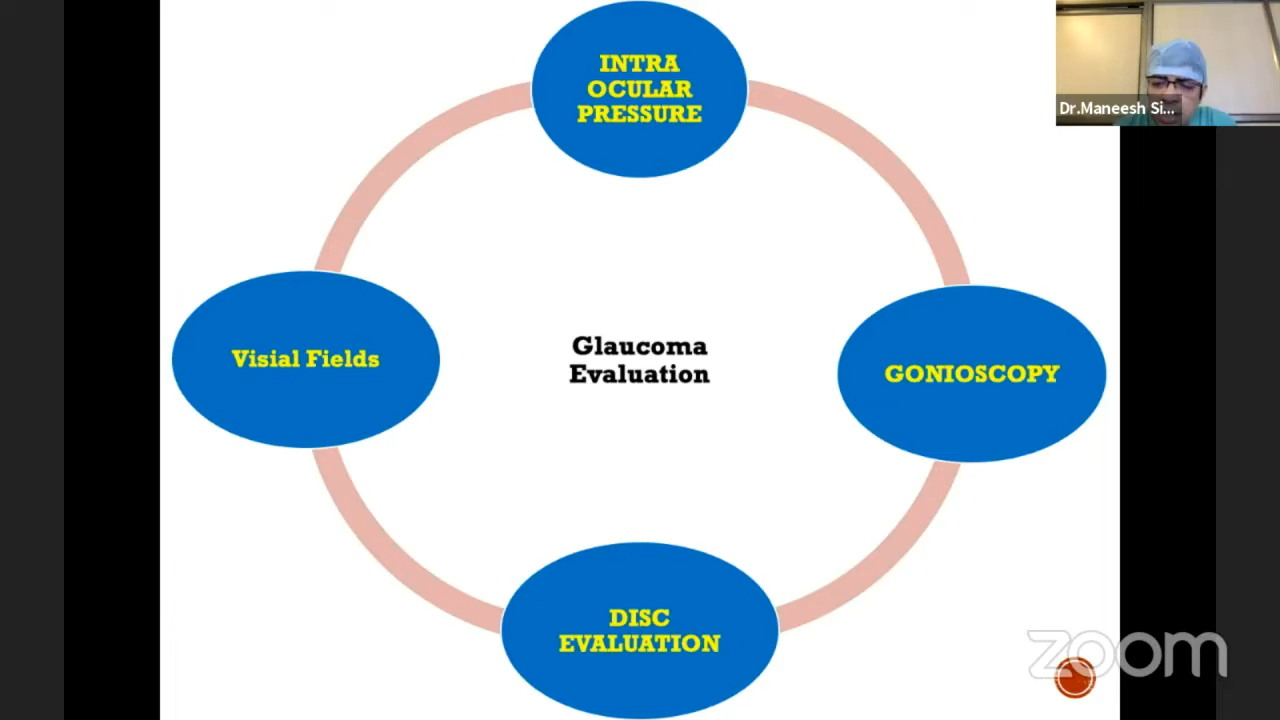 INTRA
OCULAR
PRESSURE
Dr.Maneesh Si...
Visial Fields
Glaucoma
Evaluation
GONIOSCOPY
DISC
EVALUATION
zoom